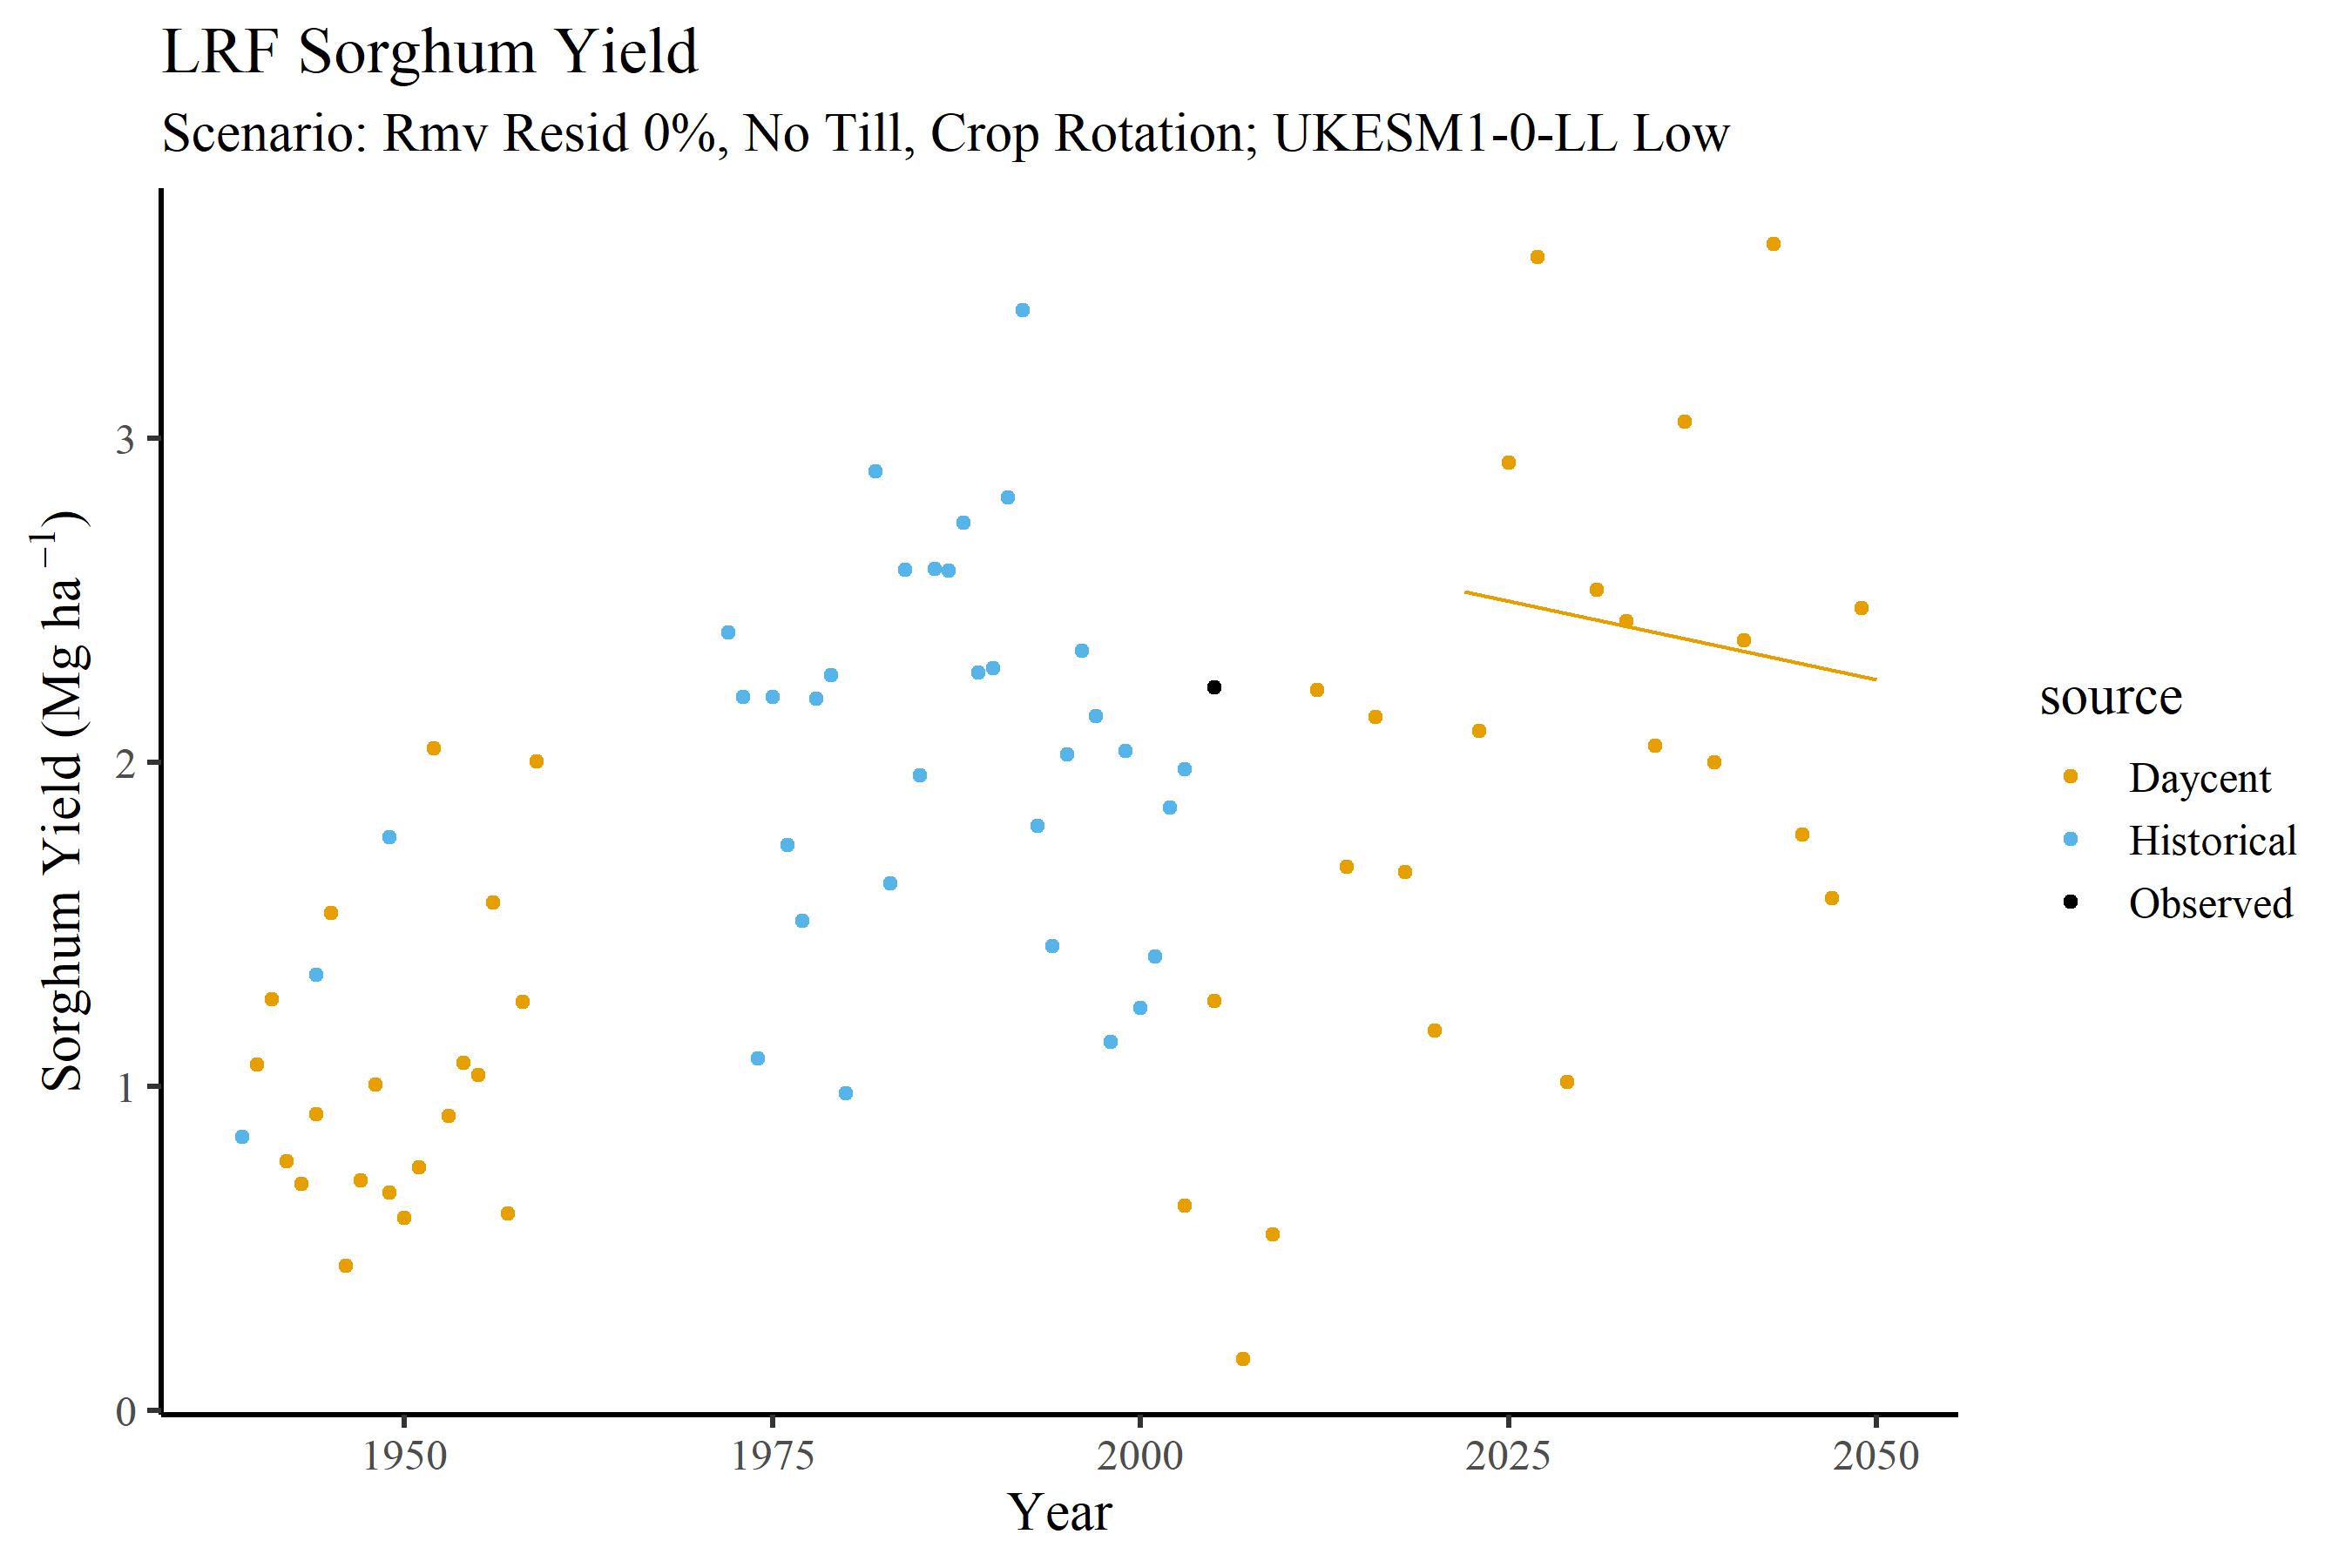 LRF Sorghum Yield
Scenario: Rmv Resid 0%, No Till, Crop Rotation; UKESM1-0-LL Low
Sorghum Yield (Mg ha −1)
3
2
1
0
1950 1975 2000 2025 2050
Year
source
Daycent
Historical
Observed